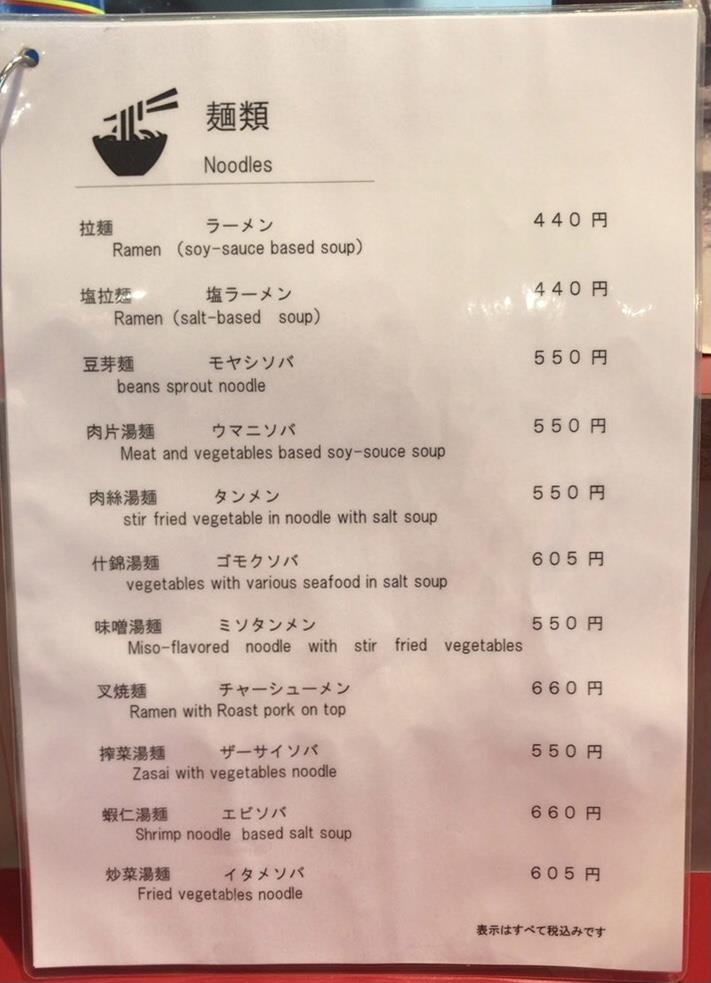 麺類
Noodles
拉麺 ラーメン 440円
Ramen (soy-sauce based soup)
塩拉麺 塩ラーメン 440円
Ramen (salt-based soup)
豆芽麺 モヤシソバ 550円
beans sprout noodle
肉片湯麺 ウマニソバ 550円
Meat and vegetables based soy-souce soup
肉絲湯麺 タンメン 550円
stir fried vegetable in noodle with salt soup
什錦湯麺 ゴモクソバ 605円
vegetables with various seafood in salt soup
味噌湯麺 ミソタンメン 550円
Miso-flavored noodle with stir fried vegetables
叉焼麺 チャーシューメン 660円
Ramen with Roast pork on top
搾菜湯麺 ザーサイソバ 550円
Zasai with vegetables noodle
蝦仁湯麺 エビソバ 660円
Shrimp noodle based salt soup
炒菜湯麺 イタメソバ 605円
Fried vegetables noodle
表示はすべて税込みです